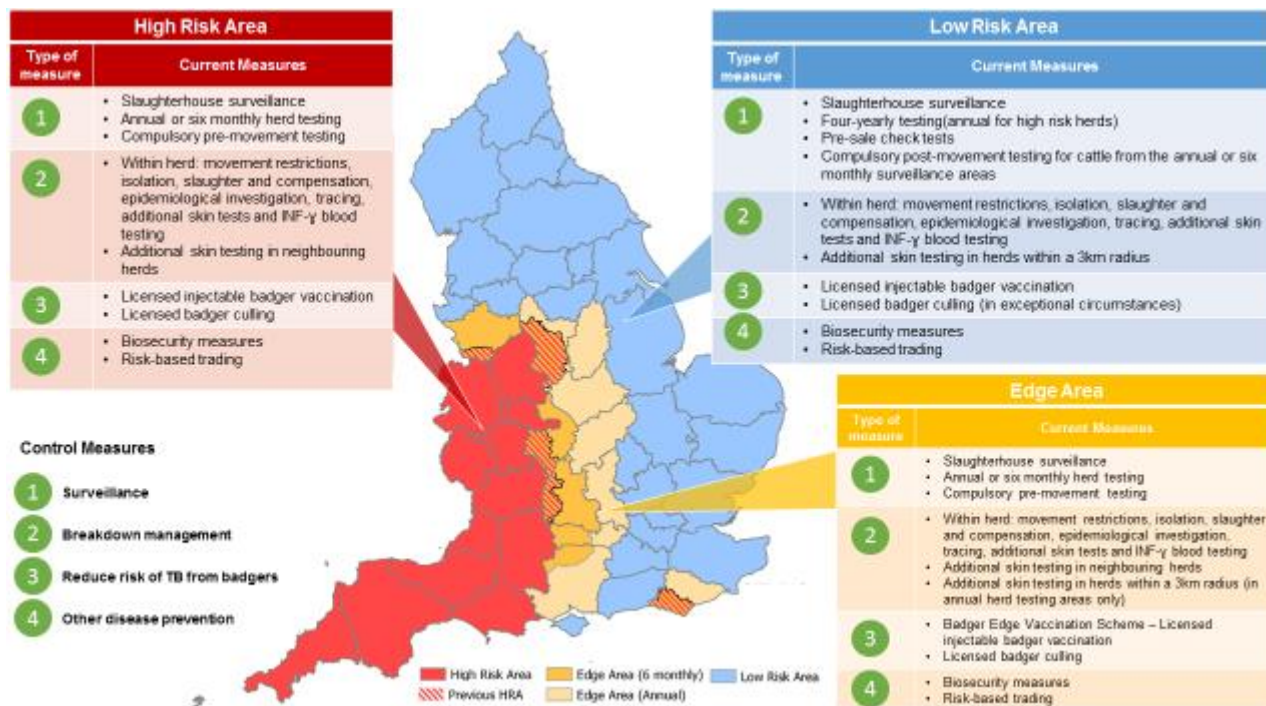 High Risk Area
Type of
measure
Current Measures
1
• Slaughterhouse surveillance
• Annual or six monthly herd testing
• Compulsory pre-movement testing
2
• Within herd: movement restrictions,
isolation, slaughter and compensation,
epidemiological investigation, tracing,
additional skin tests and INF-γ blood
testing
• Additional skin testing in neighbouring
herds
3
• Licensed injectable badger vaccination
• Licensed badger culling
4
• Biosecurity measures
• Risk-based trading
Low Risk Area
Type of
measure
Current Measures
1
• Slaughterhouse surveillance
• Four-yearly testing(annual for high risk herds)
• Pre-sale check tests
• Compulsory post-movement testing for cattle from the annual or six
monthly surveillance areas
2
• Within herd: movement restrictions, isolation, slaughter and
compensation, epidemiological investigation, tracing, additional skin
tests and INF-γ blood testing
• Additional skin testing in herds within a 3km radius
3
• Licensed injectable badger vaccination
• Licensed badger culling (in exceptional circumstances)
4
• Biosecurity measures
• Risk-based trading
Edge Area
Type of
measure
Current Measures
1
• Slaughterhouse surveillance
• Annual or six monthly herd testing
• Compulsory pre-movement testing
2
• Within herd: movement restrictions, isolation, slaughter
and compensation, epidemiological investigation,
tracing, additional skin tests and INF-γ blood testing
• Additional skin testing in neighbouring herds
• Additional skin testing in herds within a 3km radius (in
annual herd testing areas only)
3
• Badger Edge Vaccination Scheme – Licensed
injectable badger vaccination
• Licensed badger culling
4
• Biosecurity measures
• Risk-based trading
Control Measures
1 Surveillance
2 Breakdown management
3 Reduce risk of TB from badgers
4 Other disease prevention
High Risk Area
Edge Area (6 monthly)
Low Risk Area
Previous HRA
Edge Area (Annual)